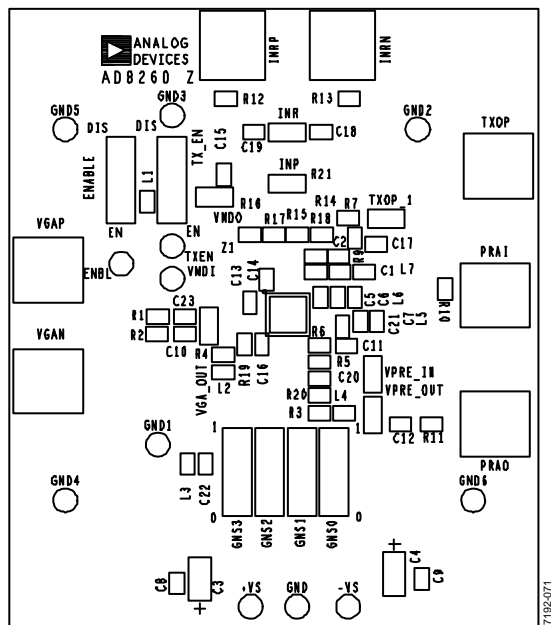 ANALOG
DEVICES
AD8260 Z
INRP
INRN
R12
R13
GND5
GND3
GND2
DIS
DIS
ENABLE
L1
TX_EN
C15
C19
INR
C18
TXOP
INP
R21
VMDO
EN
EN
R16
R17
R15
R18
R14
R7
TXOP_1
VGAP
ENBL
TXEN
VMDI
Z1
C2
R9
C17
C1
L7
PRAI
R10
C13
C14
C5
C6
L6
C21
C7
L5
R1
C23
R2
C10
R4
VGA_OUT
L2
R19
C16
R6
R5
C11
C20
R20
R3
L4
VPRE_IN
VPRE_OUT
VGAN
C12
R11
PRAO
GND1
GND4
GND6
L3
C22
1
1
0
0
GNS3
GNS2
GNS1
GNS0
C8
C3
+
+VS
GND
-VS
+
C4
C9
7192-071